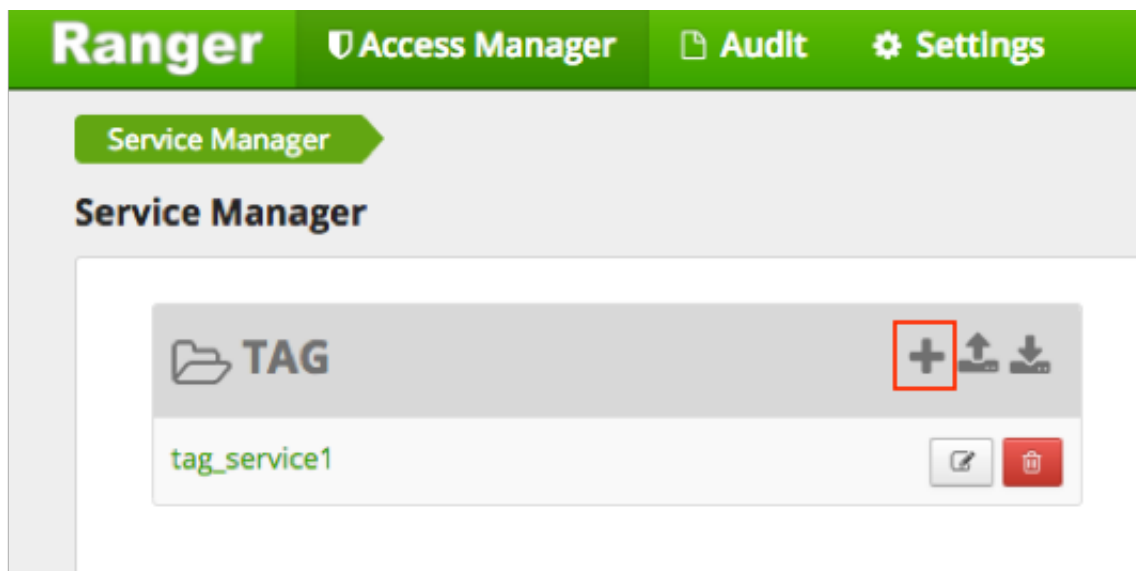 Ranger Access Manager Audit Settings
Service Manager
Service Manager
TAG
tag_service1